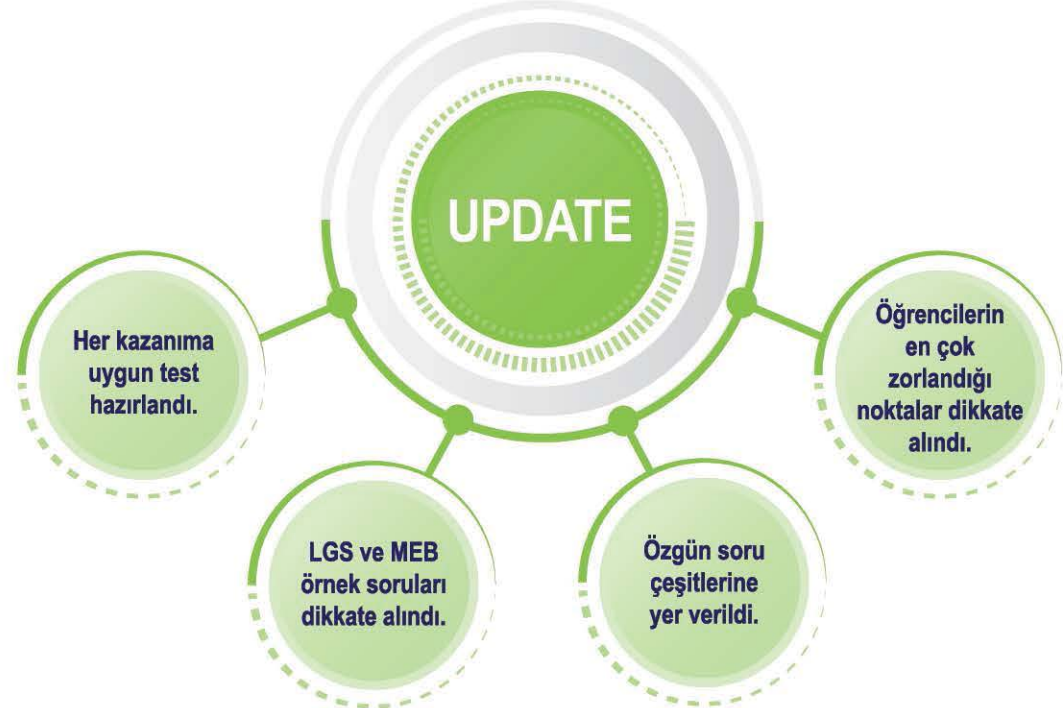 UPDATE
Her kazanıma
uygun test
hazırlandı.
LGS ve MEB
örnek soruları
dikkate alındı.
Özgün soru
çeşitlerine
yer verildi.
Öğrencilerin
en çok
zorlandığı
noktalar dikkate
alındı.